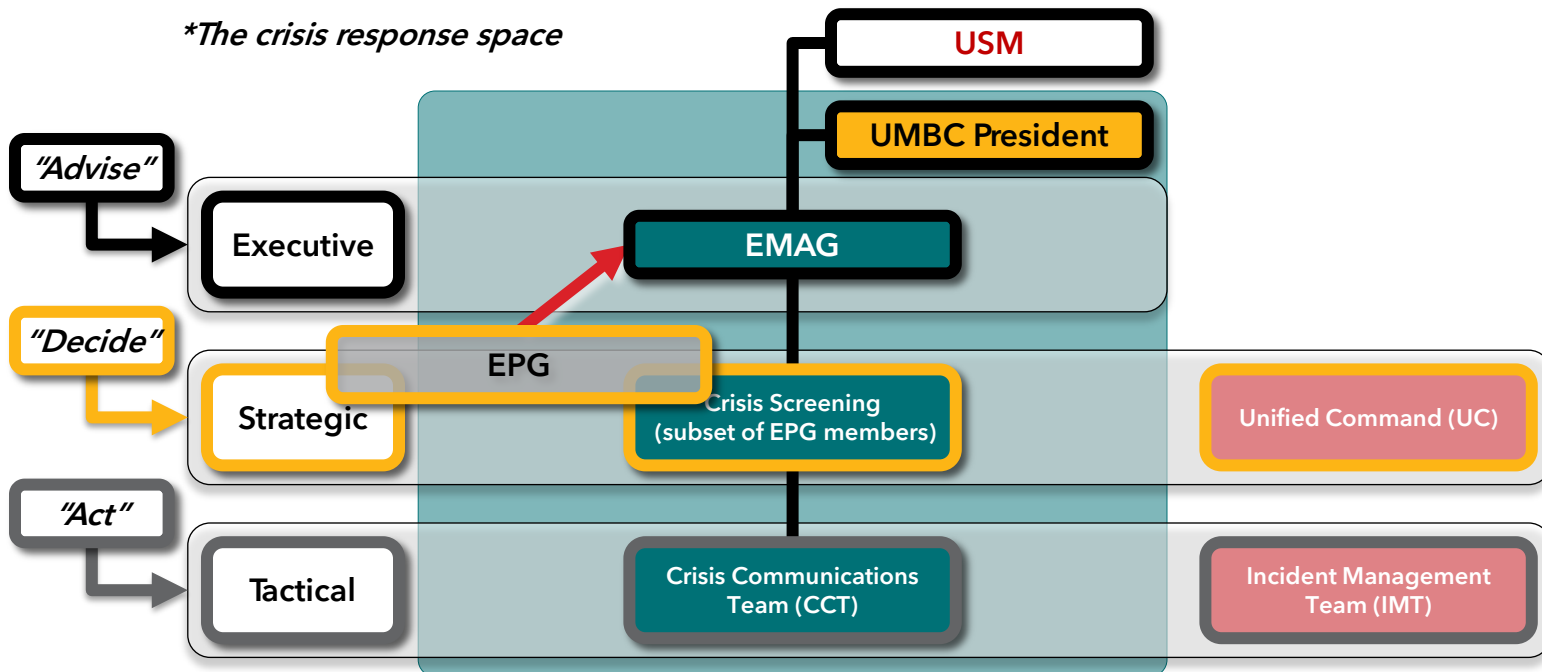 *The crisis response space
USM
UMBC President
"Advise"
Executive
EMAG
"Decide"
EPG
Strategic
Crisis Screening
(subset of EPG members)
Unified Command (UC)
"Act"
Tactical
Crisis Communications
Team (CCT)
Incident Management
Team (IMT)